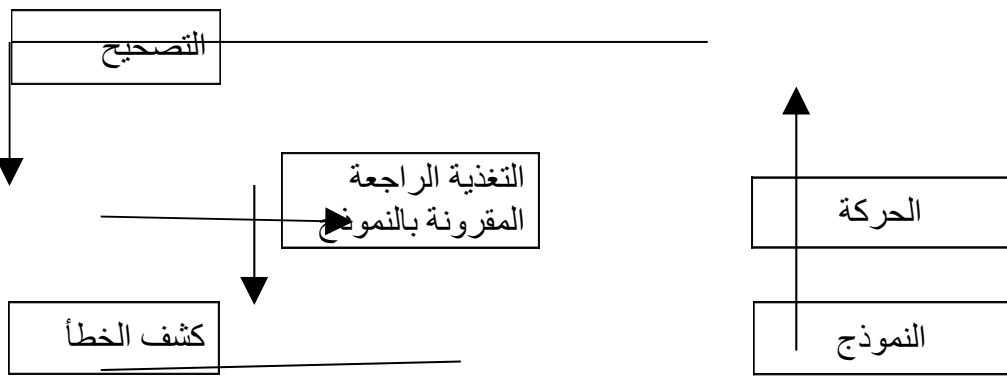 التصحيح
التغذية الراجعة
المقرونة بالنموذج
الحركة
كشف الخطأ
النموذج